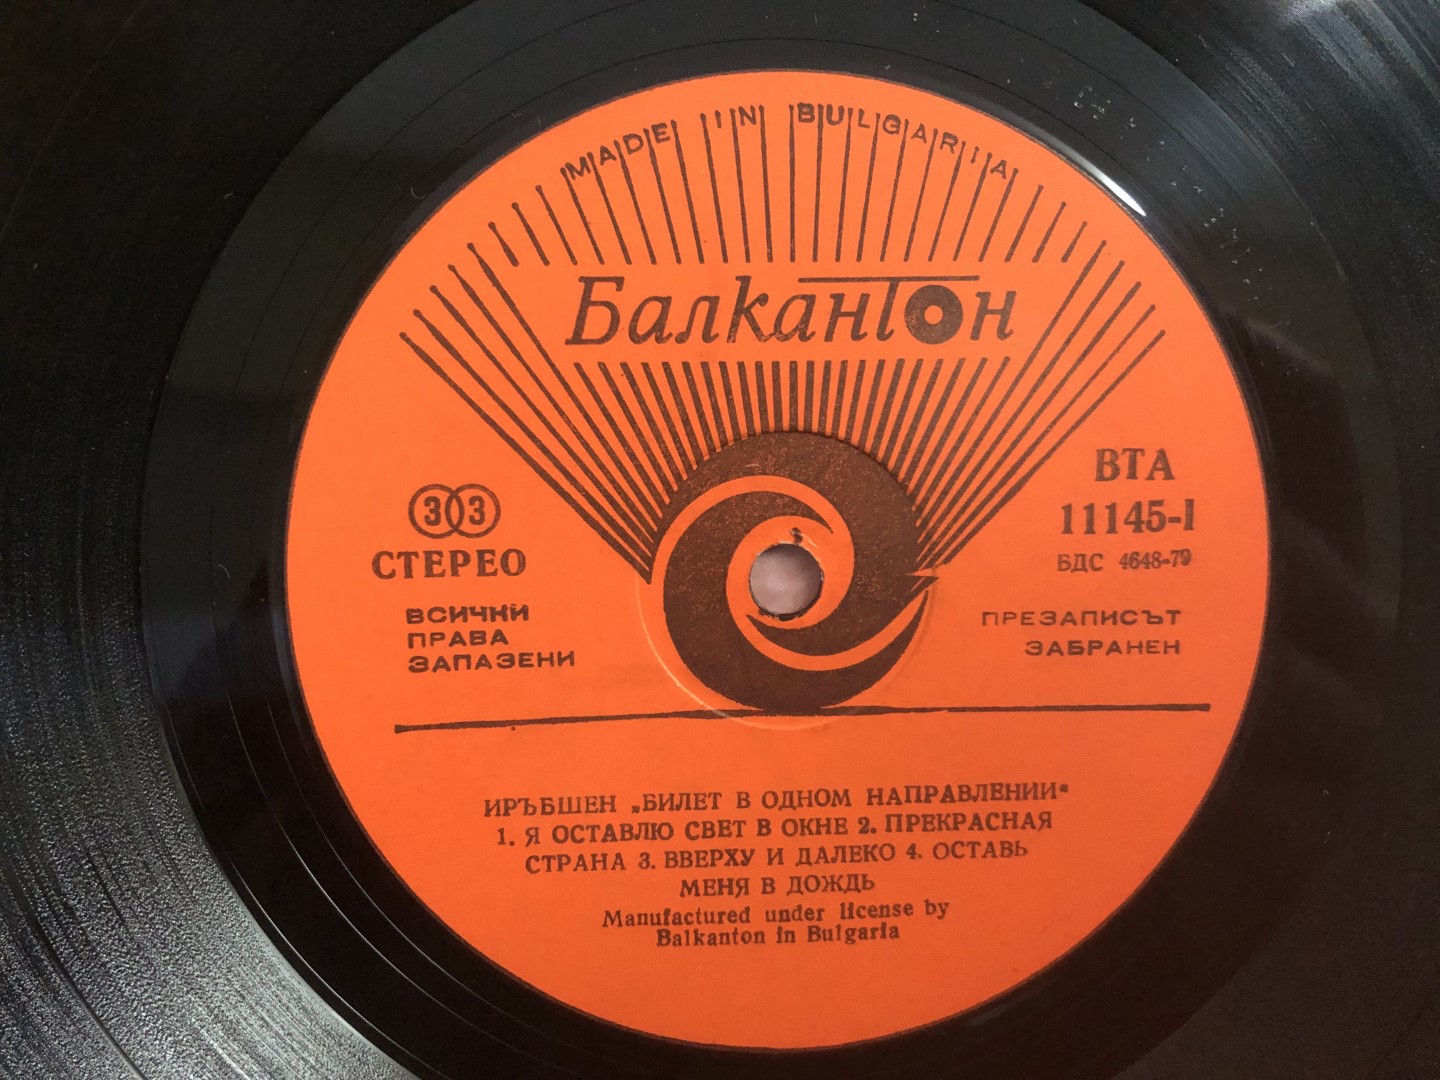 MADE IN BULGARIA
Балкантон
33
СТЕРЕО
ВСИЧКИ
ПРАВА
ЗАПАЗЕНИ
ВТА
11145-I
БДС 4648-79
ПРЕЗАПИСЪТ
ЗАБРАНЕН
ИРЪБШЕН „БИЛЕТ В ОДНОМ НАПРАВЛЕНИИ“
1. Я ОСТАВЛЮ СВЕТ В ОКНЕ 2. ПРЕКРАСНАЯ
СТРАНА 3. ВВЕРХУ И ДАЛЕКО 4. ОСТАВЬ
МЕНЯ В ДОЖДЬ
Manufactured under license by
Balkanton in Bulgaria